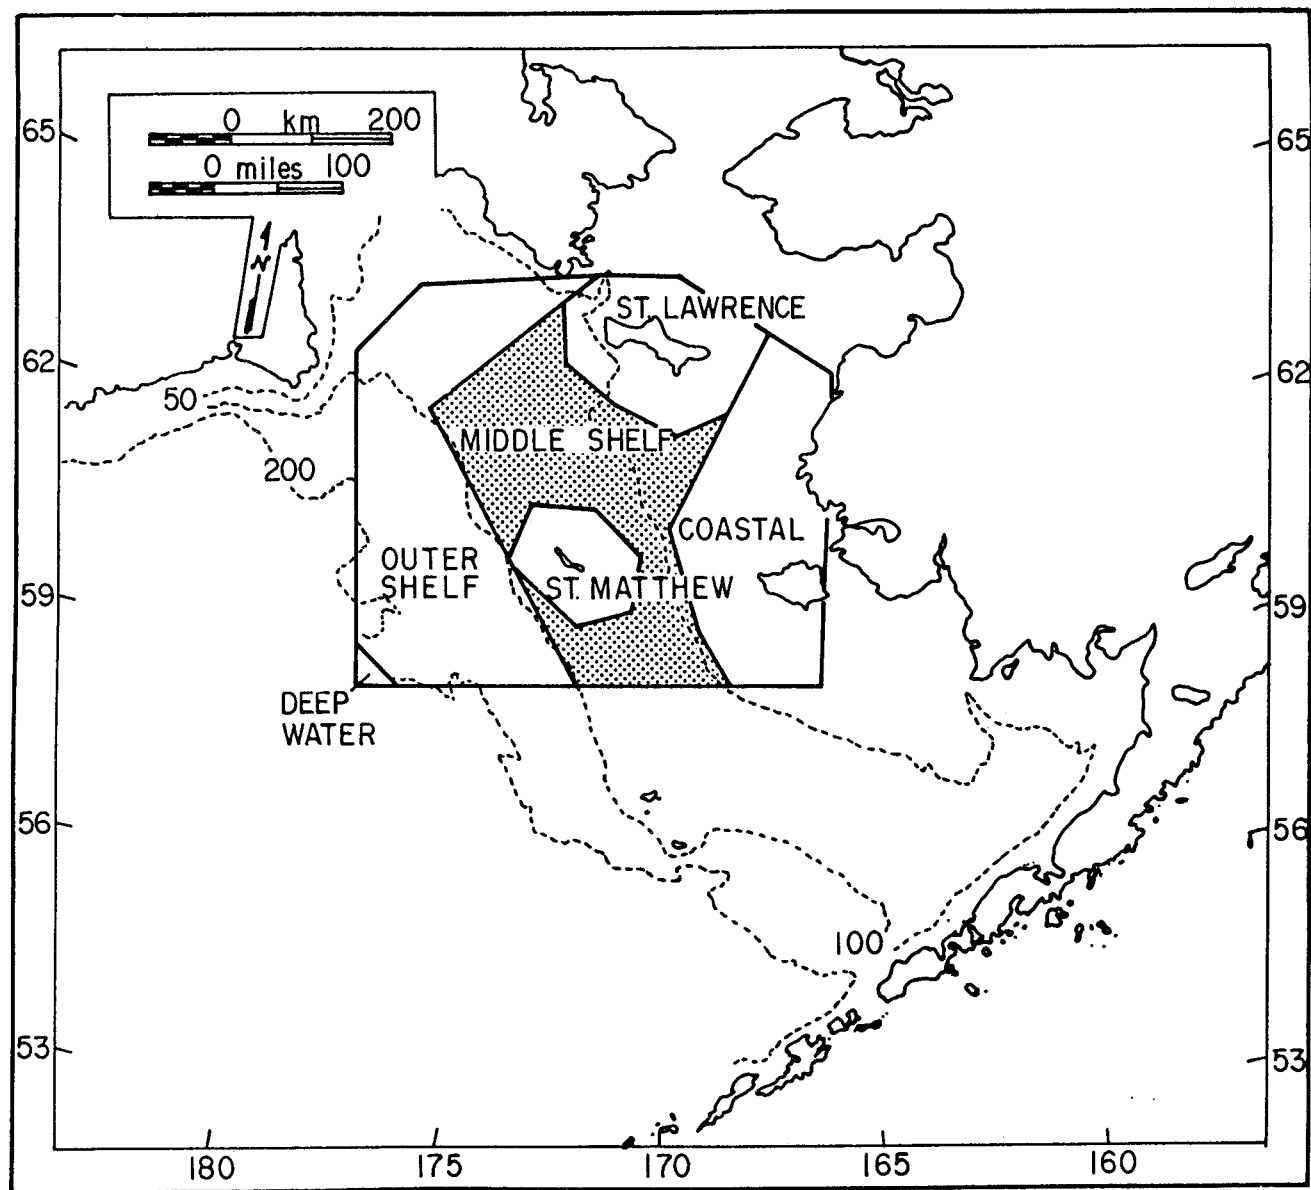 0 km 200
0 miles 100
N
65
65
62
62
59
59
56
56
53
53
50
200
100
ST. LAWRENCE
MIDDLE SHELF
COASTAL
OUTER
SHELF
ST. MATTHEW
DEEP
WATER
180
175
170
165
160